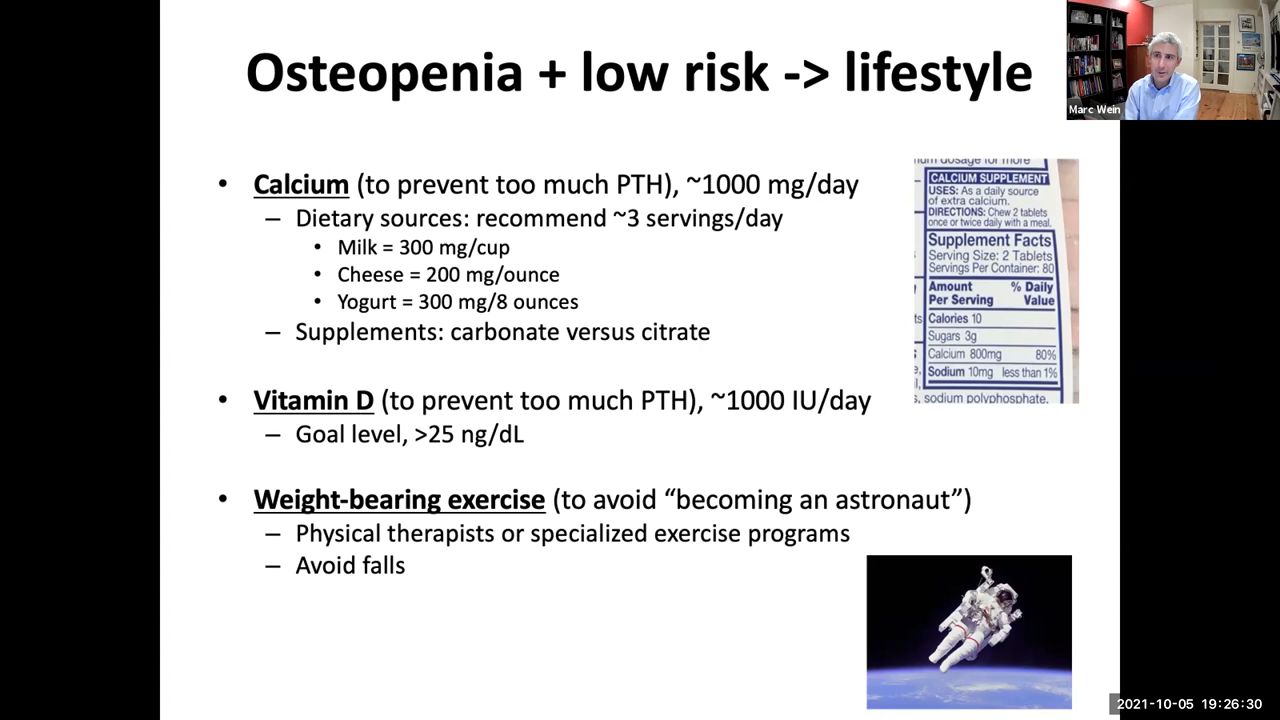 Osteopenia + low risk -> lifestyle
Marc Wein
• Calcium (to prevent too much PTH), ~1000 mg/day
– Dietary sources: recommend ~3 servings/day
• Milk = 300 mg/cup
• Cheese = 200 mg/ounce
• Yogurt = 300 mg/8 ounces
– Supplements: carbonate versus citrate
• Vitamin D (to prevent too much PTH), ~1000 IU/day
– Goal level, >25 ng/dL
• Weight-bearing exercise (to avoid “becoming an astronaut”)
– Physical therapists or specialized exercise programs
– Avoid falls
dosage for more
CALCIUM SUPPLEMENT
USES: As a daily source
of extra calcium.
DIRECTIONS: Chew 2 tablets
once or twice daily with a meal.
Supplement Facts
Serving Size: 2 Tablets
Servings Per Container: 80
Amount % Daily
Per Serving Value
Calories 10
Sugars 3g
Calcium 800mg 80%
Sodium 10mg less than 1%
sodium polyphosphate,
2021-10-05 19:26:30